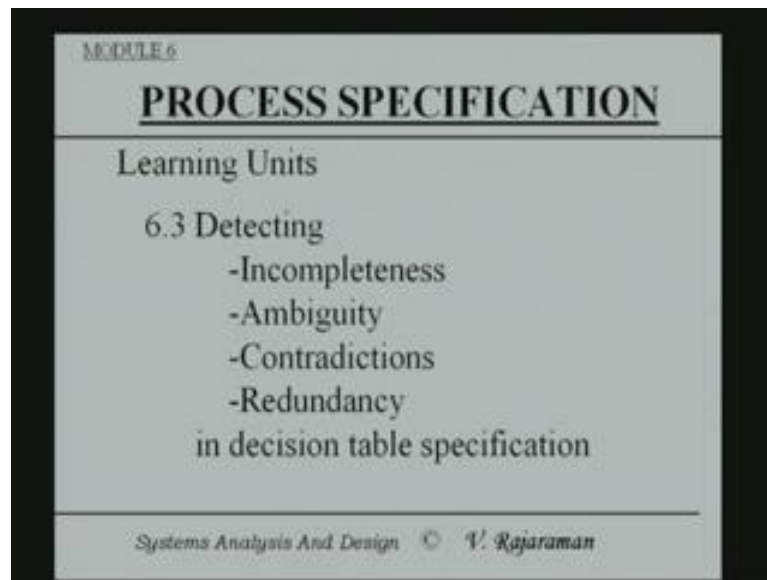 MODULE 6
PROCESS SPECIFICATION
Learning Units
6.3 Detecting
-Incompleteness
-Ambiguity
-Contradictions
-Redundancy
in decision table specification
Systems Analysis And Design © V. Rajaraman